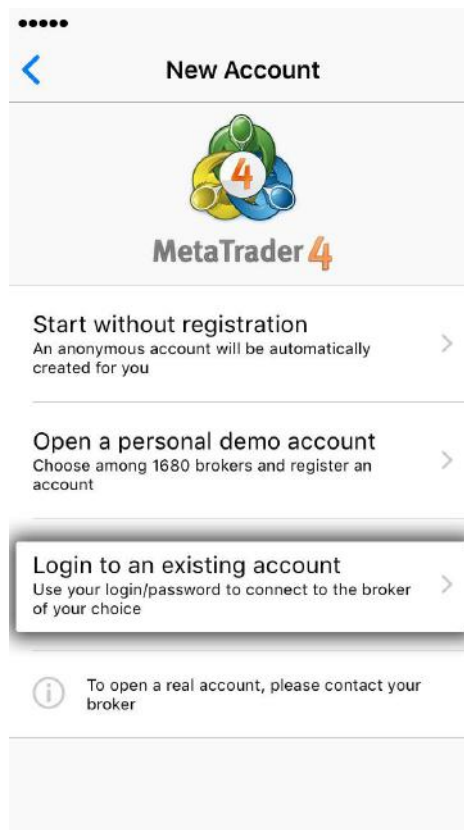 New Account
4
MetaTrader 4
Start without registration
An anonymous account will be automatically
created for you
Open a personal demo account
Choose among 1680 brokers and register an
account
Login to an existing account
Use your login/password to connect to the broker
of your choice
To open a real account, please contact your
broker